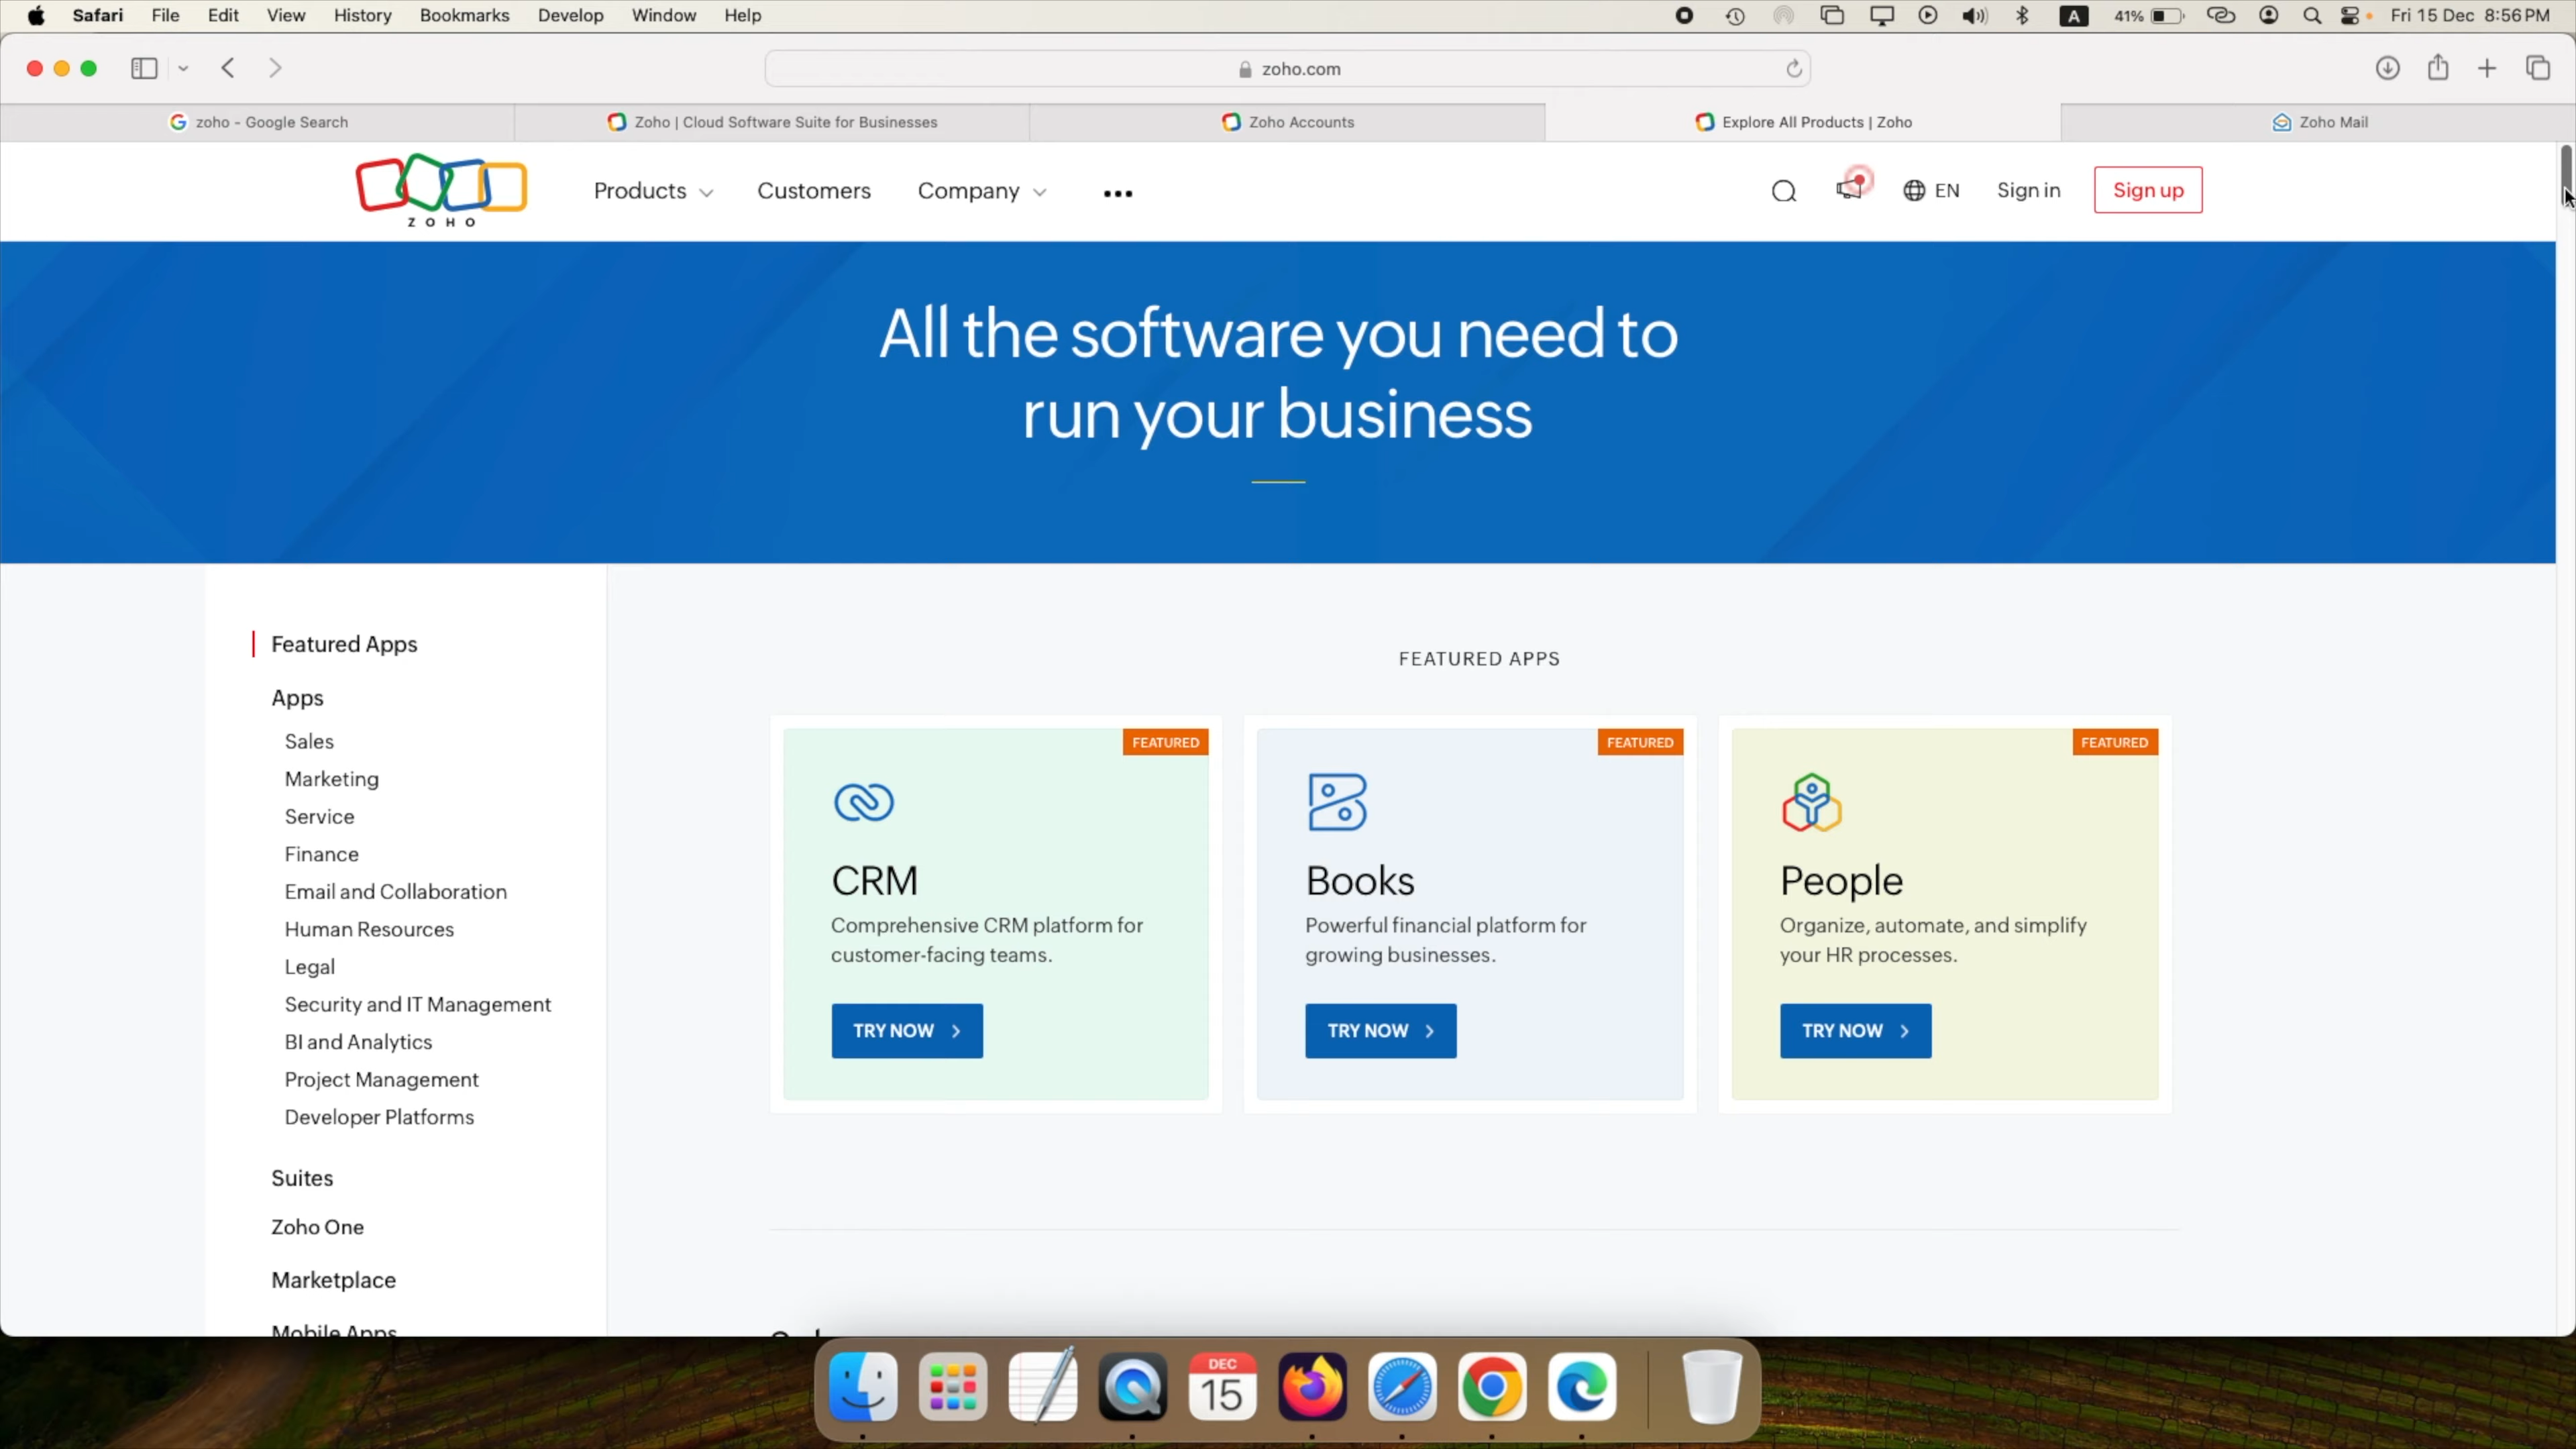 Safari File Edit View History Bookmarks Develop Window Help A 41% Fri 15 Dec 8:56 PM
zoho.com
zoho - Google Search Zoho | Cloud Software Suite for Businesses Zoho Accounts Explore All Products | Zoho Zoho Mail
ZOHO Products Customers Company EN Sign in Sign up
All the software you need to
run your business
Featured Apps
Apps
Sales
Marketing
Service
Finance
Email and Collaboration
Human Resources
Legal
Security and IT Management
BI and Analytics
Project Management
Developer Platforms
Suites
Zoho One
Marketplace
Mobile Apps
FEATURED APPS
FEATURED
CRM
Comprehensive CRM platform for
customer-facing teams.
TRY NOW
FEATURED
Books
Powerful financial platform for
growing businesses.
TRY NOW
FEATURED
People
Organize, automate, and simplify
your HR processes.
TRY NOW
DEC
15